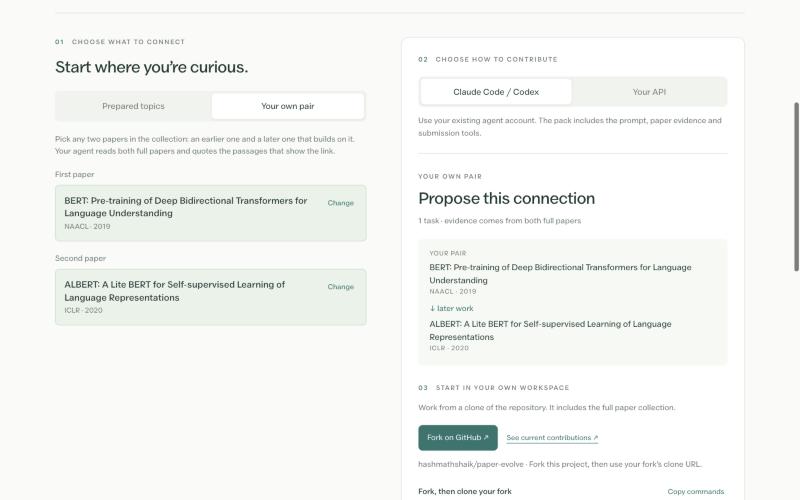 01 CHOOSE WHAT TO CONNECT
Start where you're curious.
Prepared topics
Your own pair
Pick any two papers in the collection: an earlier one and a later one that builds on it.
Your agent reads both full papers and quotes the passages that show the link.
First paper
BERT: Pre-training of Deep Bidirectional Transformers for
Language Understanding
NAACL · 2019
Change
Second paper
ALBERT: A Lite BERT for Self-supervised Learning of
Language Representations
ICLR · 2020
Change
02 CHOOSE HOW TO CONTRIBUTE
Claude Code / Codex
Your API
Use your existing agent account. The pack includes the prompt, paper evidence and
submission tools.
YOUR OWN PAIR
Propose this connection
1 task · evidence comes from both full papers
YOUR PAIR
BERT: Pre-training of Deep Bidirectional Transformers for Language
Understanding
NAACL · 2019
↓ later work
ALBERT: A Lite BERT for Self-supervised Learning of Language
Representations
ICLR · 2020
03 START IN YOUR OWN WORKSPACE
Work from a clone of the repository. It includes the full paper collection.
Fork on GitHub ↗
See current contributions ↗
hashmathshaik/paper-evolve · Fork this project, then use your fork's clone URL.
Fork, then clone your fork
Copy commands